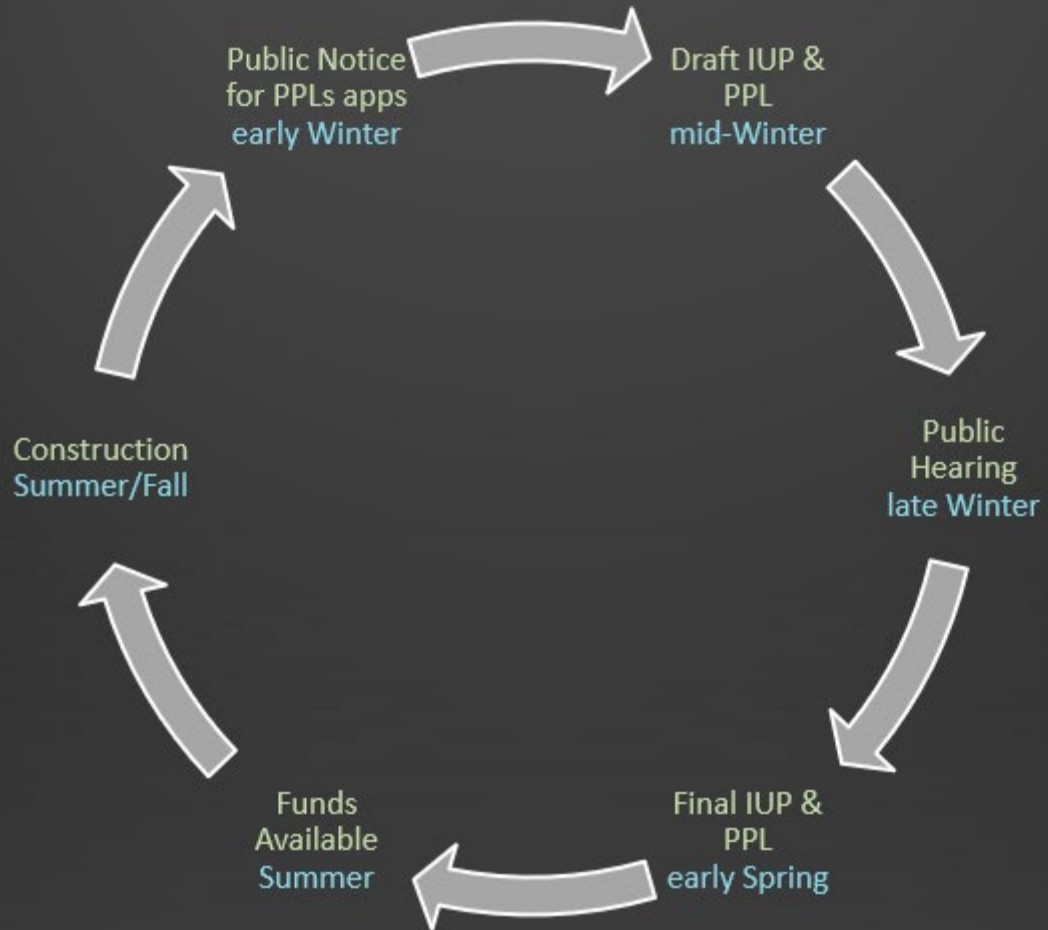 Public Notice
for PPLs apps
early Winter
Draft IUP &
PPL
mid-Winter
Public
Hearing
late Winter
Final IUP &
PPL
early Spring
Funds
Available
Summer
Construction
Summer/Fall